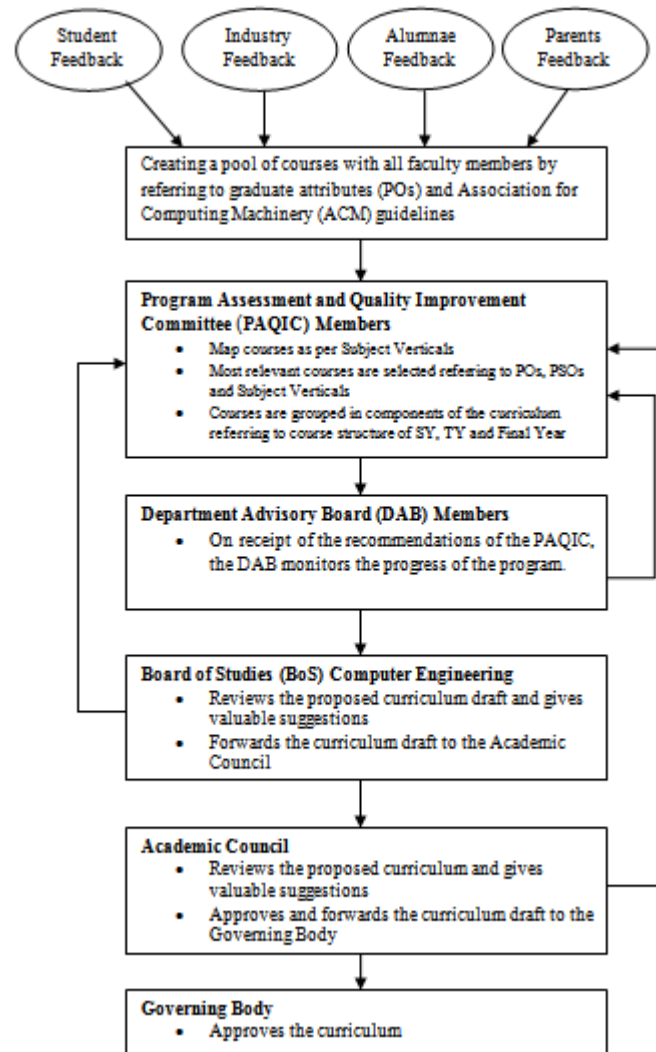 Student
Feedback
Industry
Feedback
Alumnae
Feedback
Parents
Feedback
Creating a pool of courses with all faculty members by
referring to graduate attributes (POs) and Association for
Computing Machinery (ACM) guidelines
Program Assessment and Quality Improvement
Committee (PAQIC) Members
• Map courses as per Subject Verticals
• Most relevant courses are selected referring to POs, PSOs
and Subject Verticals
• Courses are grouped in components of the curriculum
referring to course structure of SY, TY and Final Year
Department Advisory Board (DAB) Members
• On receipt of the recommendations of the PAQIC,
the DAB monitors the progress of the program.
Board of Studies (BoS) Computer Engineering
• Reviews the proposed curriculum draft and gives
valuable suggestions
• Forwards the curriculum draft to the Academic
Council
Academic Council
• Reviews the proposed curriculum and gives
valuable suggestions
• Approves and forwards the curriculum draft to the
Governing Body
Governing Body
• Approves the curriculum